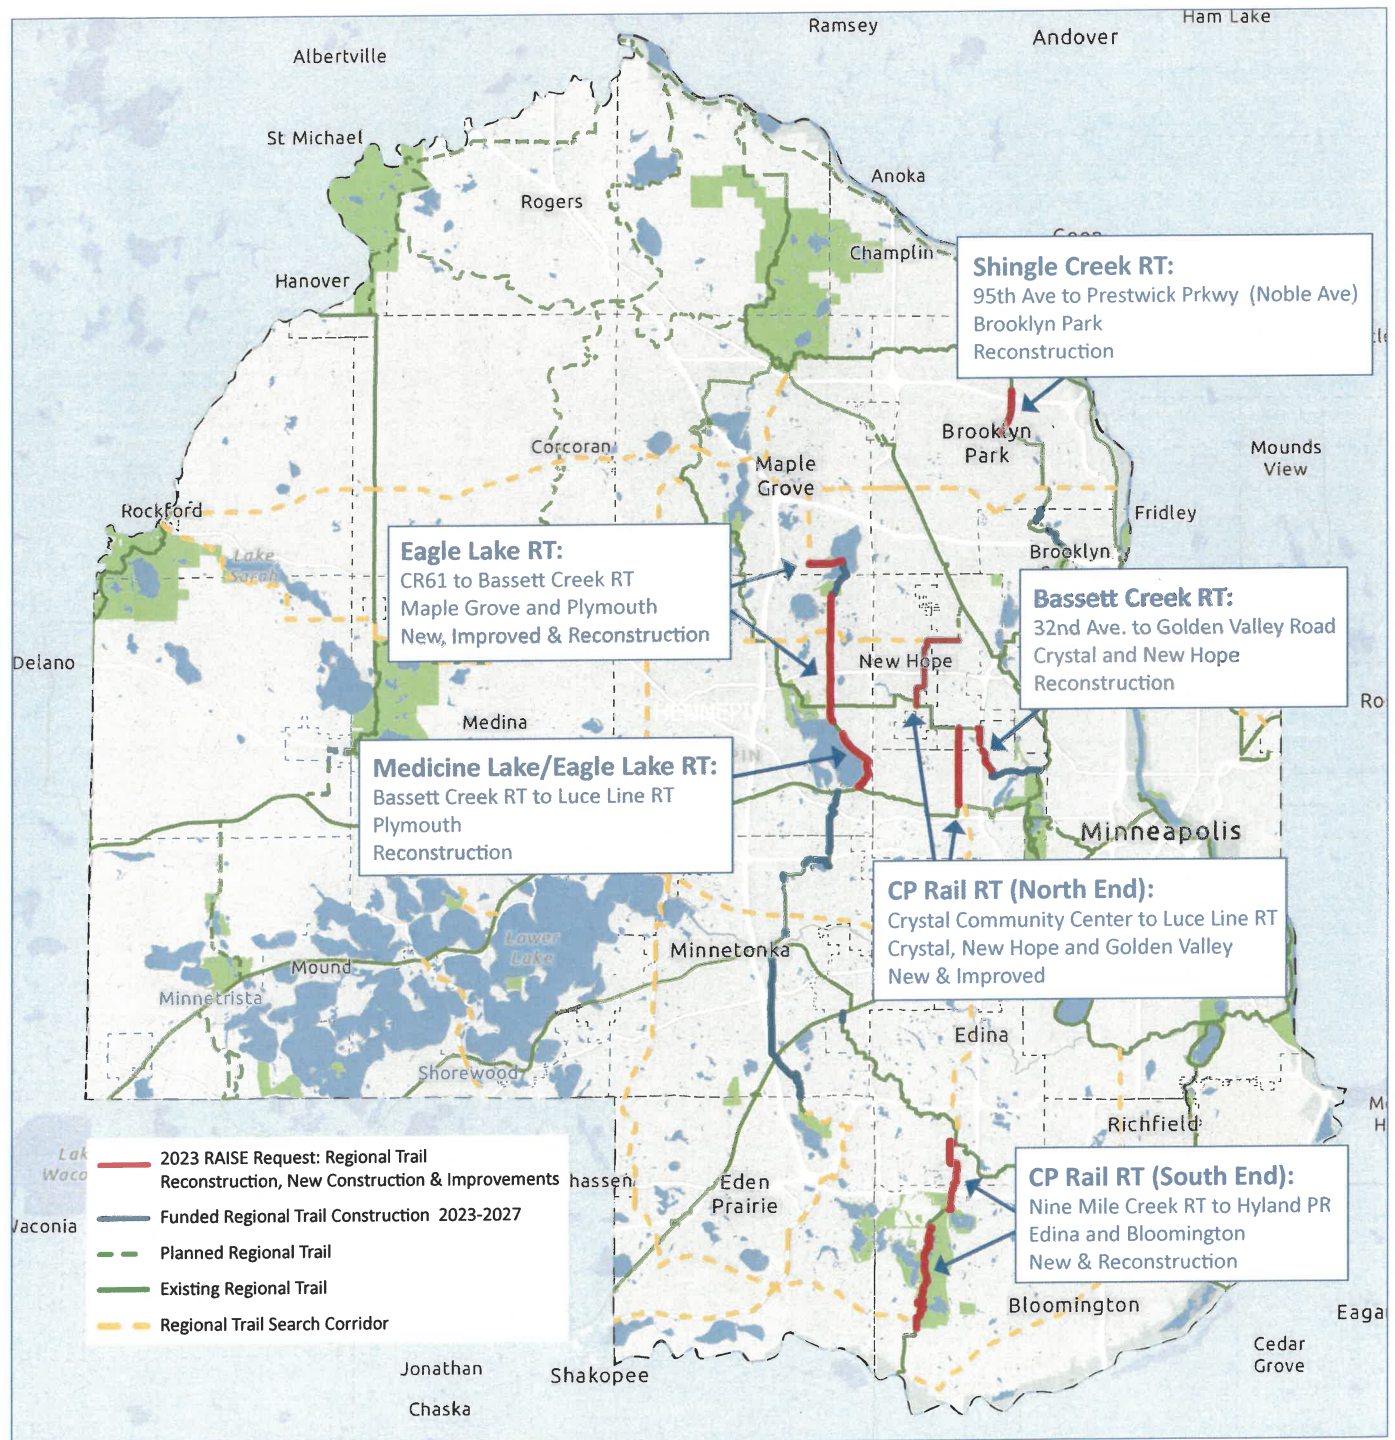 Ramsey
Ham Lake
Andover
Albertville
St Michael
Anoka
Rogers
Champlin
Hanover
Shingle Creek RT:
95th Ave to Prestwick Prkwy (Noble Ave)
Brooklyn Park
Reconstruction
Brooklyn
Park
Corcoran
Maple
Grove
Mounds
View
Rockford
Fridley
Lake
Sarah
Brooklyn
Eagle Lake RT:
CR61 to Bassett Creek RT
Maple Grove and Plymouth
New, Improved & Reconstruction
Bassett Creek RT:
32nd Ave. to Golden Valley Road
Crystal and New Hope
Reconstruction
Delano
New Hope
Ro
Medina
Medicine Lake/Eagle Lake RT:
Bassett Creek RT to Luce Line RT
Plymouth
Reconstruction
Minneapolis
CP Rail RT (North End):
Crystal Community Center to Luce Line RT
Crystal, New Hope and Golden Valley
New & Improved
Lower
Lake
Minnetonka
Mound
Minnetrista
Edina
Shorewood
Richfield
2023 RAISE Request: Regional Trail
Reconstruction, New Construction & Improvements
Funded Regional Trail Construction 2023-2027
Planned Regional Trail
Existing Regional Trail
Regional Trail Search Corridor
hassen
Eden
Prairie
CP Rail RT (South End):
Nine Mile Creek RT to Hyland PR
Edina and Bloomington
New & Reconstruction
Waco
Vaconia
Bloomington
Eaga
Cedar
Grove
Jonathan
Shakopee
Chaska